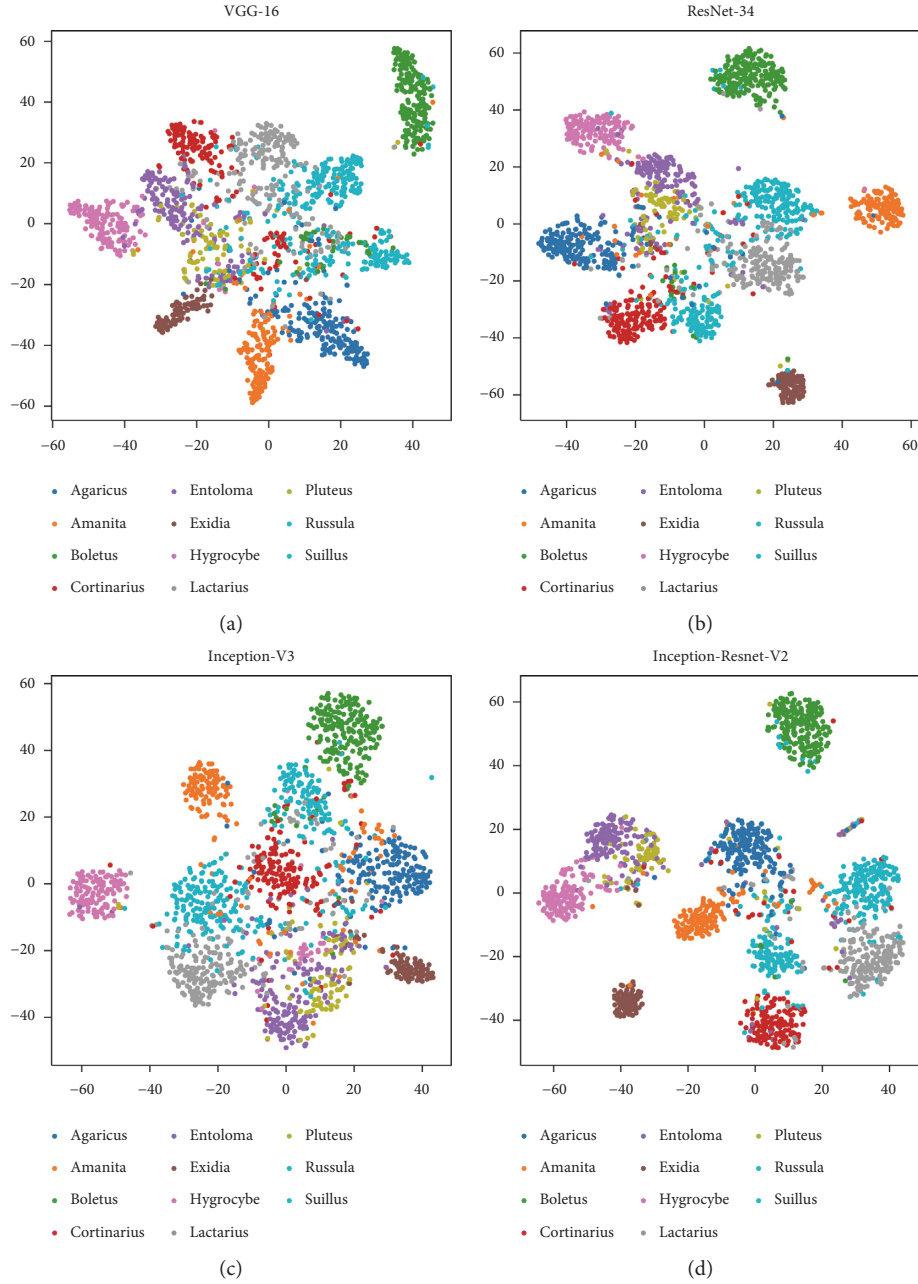 VGG-16
60
40
20
0
−20
−40
−60
−60 −40 −20 0 20 40
Agaricus Entoloma Pluteus
Amanita Exidia Russula
Boletus Hygrocybe Suillus
Cortinarius Lactarius
(a)
ResNet-34
60
40
20
0
−20
−40
−60
−40 −20 0 20 40 60
Agaricus Entoloma Pluteus
Amanita Exidia Russula
Boletus Hygrocybe Suillus
Cortinarius Lactarius
(b)
Inception-V3
60
40
20
0
−20
−40
−60 −40 −20 0 20 40
Agaricus Entoloma Pluteus
Amanita Exidia Russula
Boletus Hygrocybe Suillus
Cortinarius Lactarius
(c)
Inception-Resnet-V2
60
40
20
0
−20
−40
−60 −40 −20 0 20 40
Agaricus Entoloma Pluteus
Amanita Exidia Russula
Boletus Hygrocybe Suillus
Cortinarius Lactarius
(d)